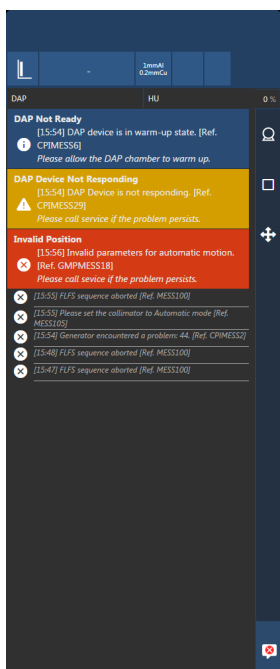 -
1mmAl
0.2mmCu
DAP HU 0 %
DAP Not Ready
[15:54] DAP device is in warm-up state. [Ref.
CPIMESS6]
Please allow the DAP chamber to warm up.
DAP Device Not Responding
[15:54] DAP Device is not responding. [Ref.
CPIMESS29]
Please call service if the problem persists.
Invalid Position
[15:56] Invalid parameters for automatic motion.
[Ref. GMPMESS18]
Please call sevice if the problem persists.
[15:55] FLFS sequence aborted [Ref. MESS100]
[15:55] Please set the collimator to Automatic mode [Ref.
MESS105]
[15:54] Generator encountered a problem: 44. [Ref. CPIMESS2]
[15:48] FLFS sequence aborted [Ref. MESS100]
[15:47] FLFS sequence aborted [Ref. MESS100]